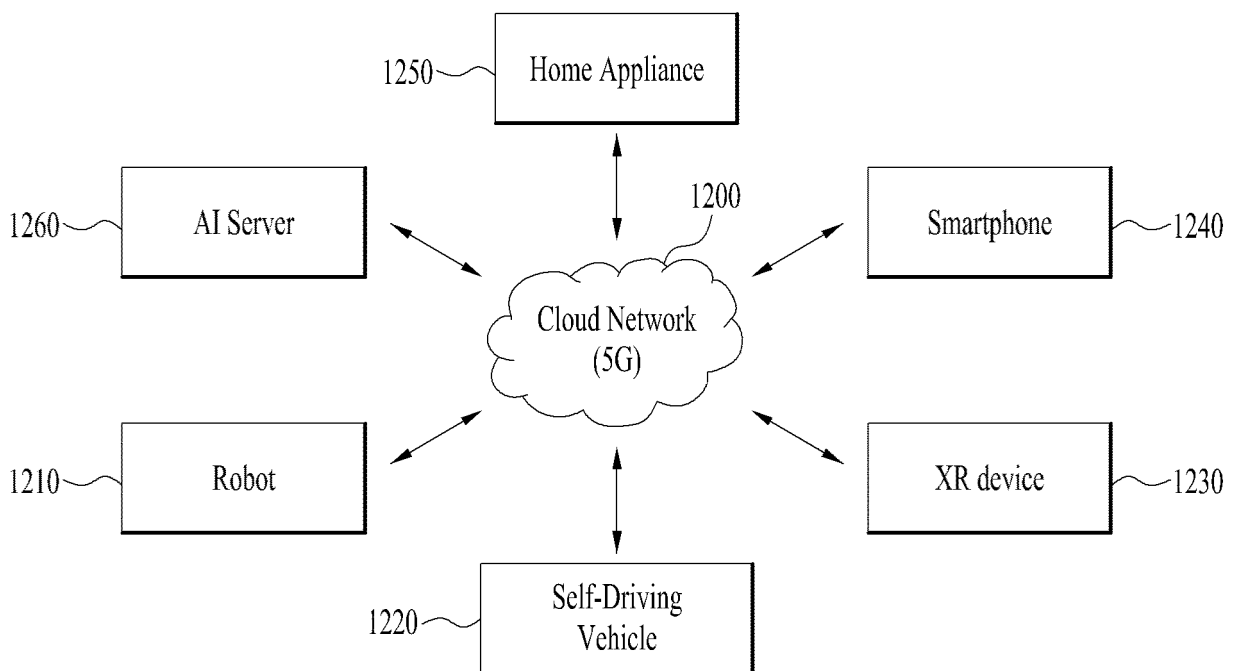 1250
Home Appliance
1260
AI Server
1200
Smartphone
1240
Cloud Network
(5G)
1210
Robot
XR device
1230
1220
Self-Driving
Vehicle